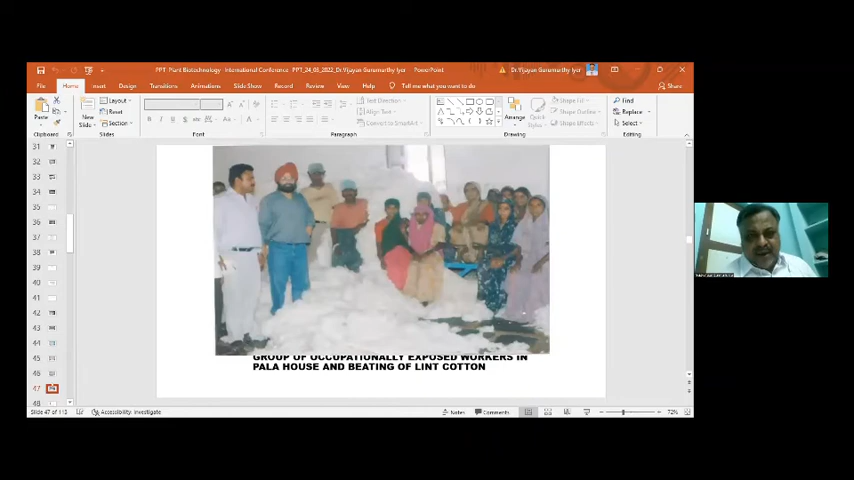 PPT_Plant Biotechnology_International Conference_PPT_24_05_2022_Dr.Vijayan Gurumurthy Iyer - PowerPoint
Dr.Vijayan Gurumurthy Iyer
File Home Insert Design Transitions Animations Slide Show Record Review View Help Tell me what you want to do Share
Paste
New Slide
Layout
Reset
Section
Text Direction
Align Text
Convert to SmartArt
Arrange
Quick Styles
Shape Fill
Shape Outline
Shape Effects
Find
Replace
Select
Clipboard Slides Font Paragraph Drawing Editing
31
32
33
34
35
36
37
38
39
40
41
42
43
44
45
46
47
48
GROUP OF OCCUPATIONALLY EXPOSED WORKERS IN
PALA HOUSE AND BEATING OF LINT COTTON
Slide 47 of 113 Accessibility: Investigate Notes Comments 72%